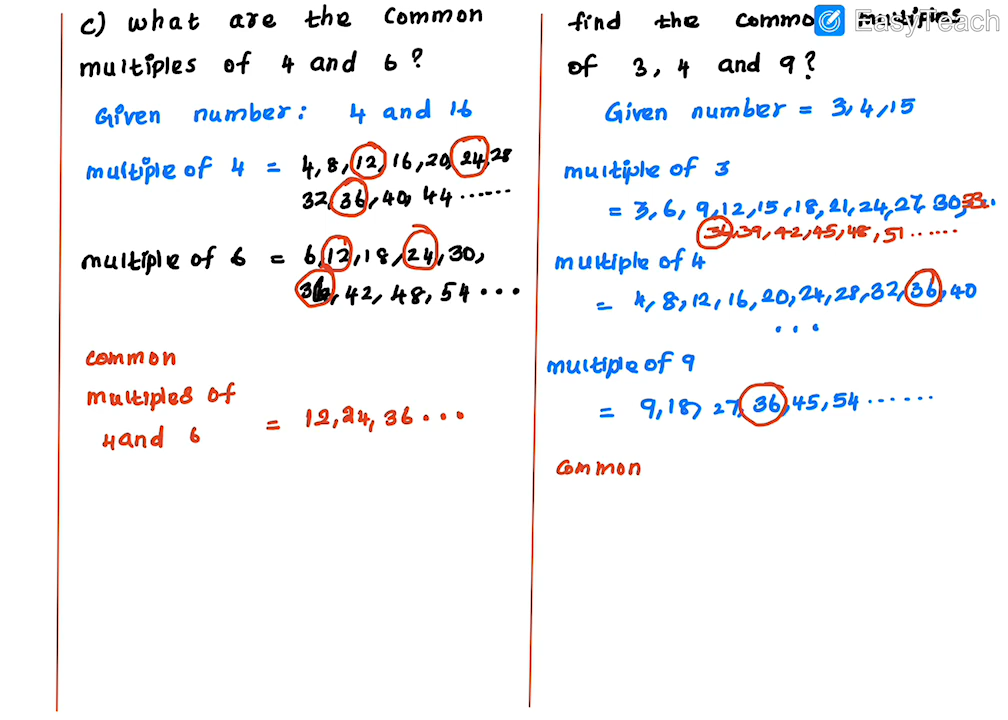 c) what are the common
multiples of 4 and 6?
Given number: 4 and 16
multiple of 4 = 4,8,12,16,20,24,28
32,36,40,44......
multiple of 6 = 6,12,18,24,30,
36,42,48,54...
common
multiples of
4 and 6 = 12,24,36...
find the commo
EasyTeach
of 3,4 and 9?
Given number = 3,4,15
multiple of 3
= 3,6,9,12,15,18,21,24,27,30,33..
39,42,45,48,51......
multiple of 4
= 4,8,12,16,20,24,28,32,36,40
...
multiple of 9
= 9,18,27,36,45,54......
common